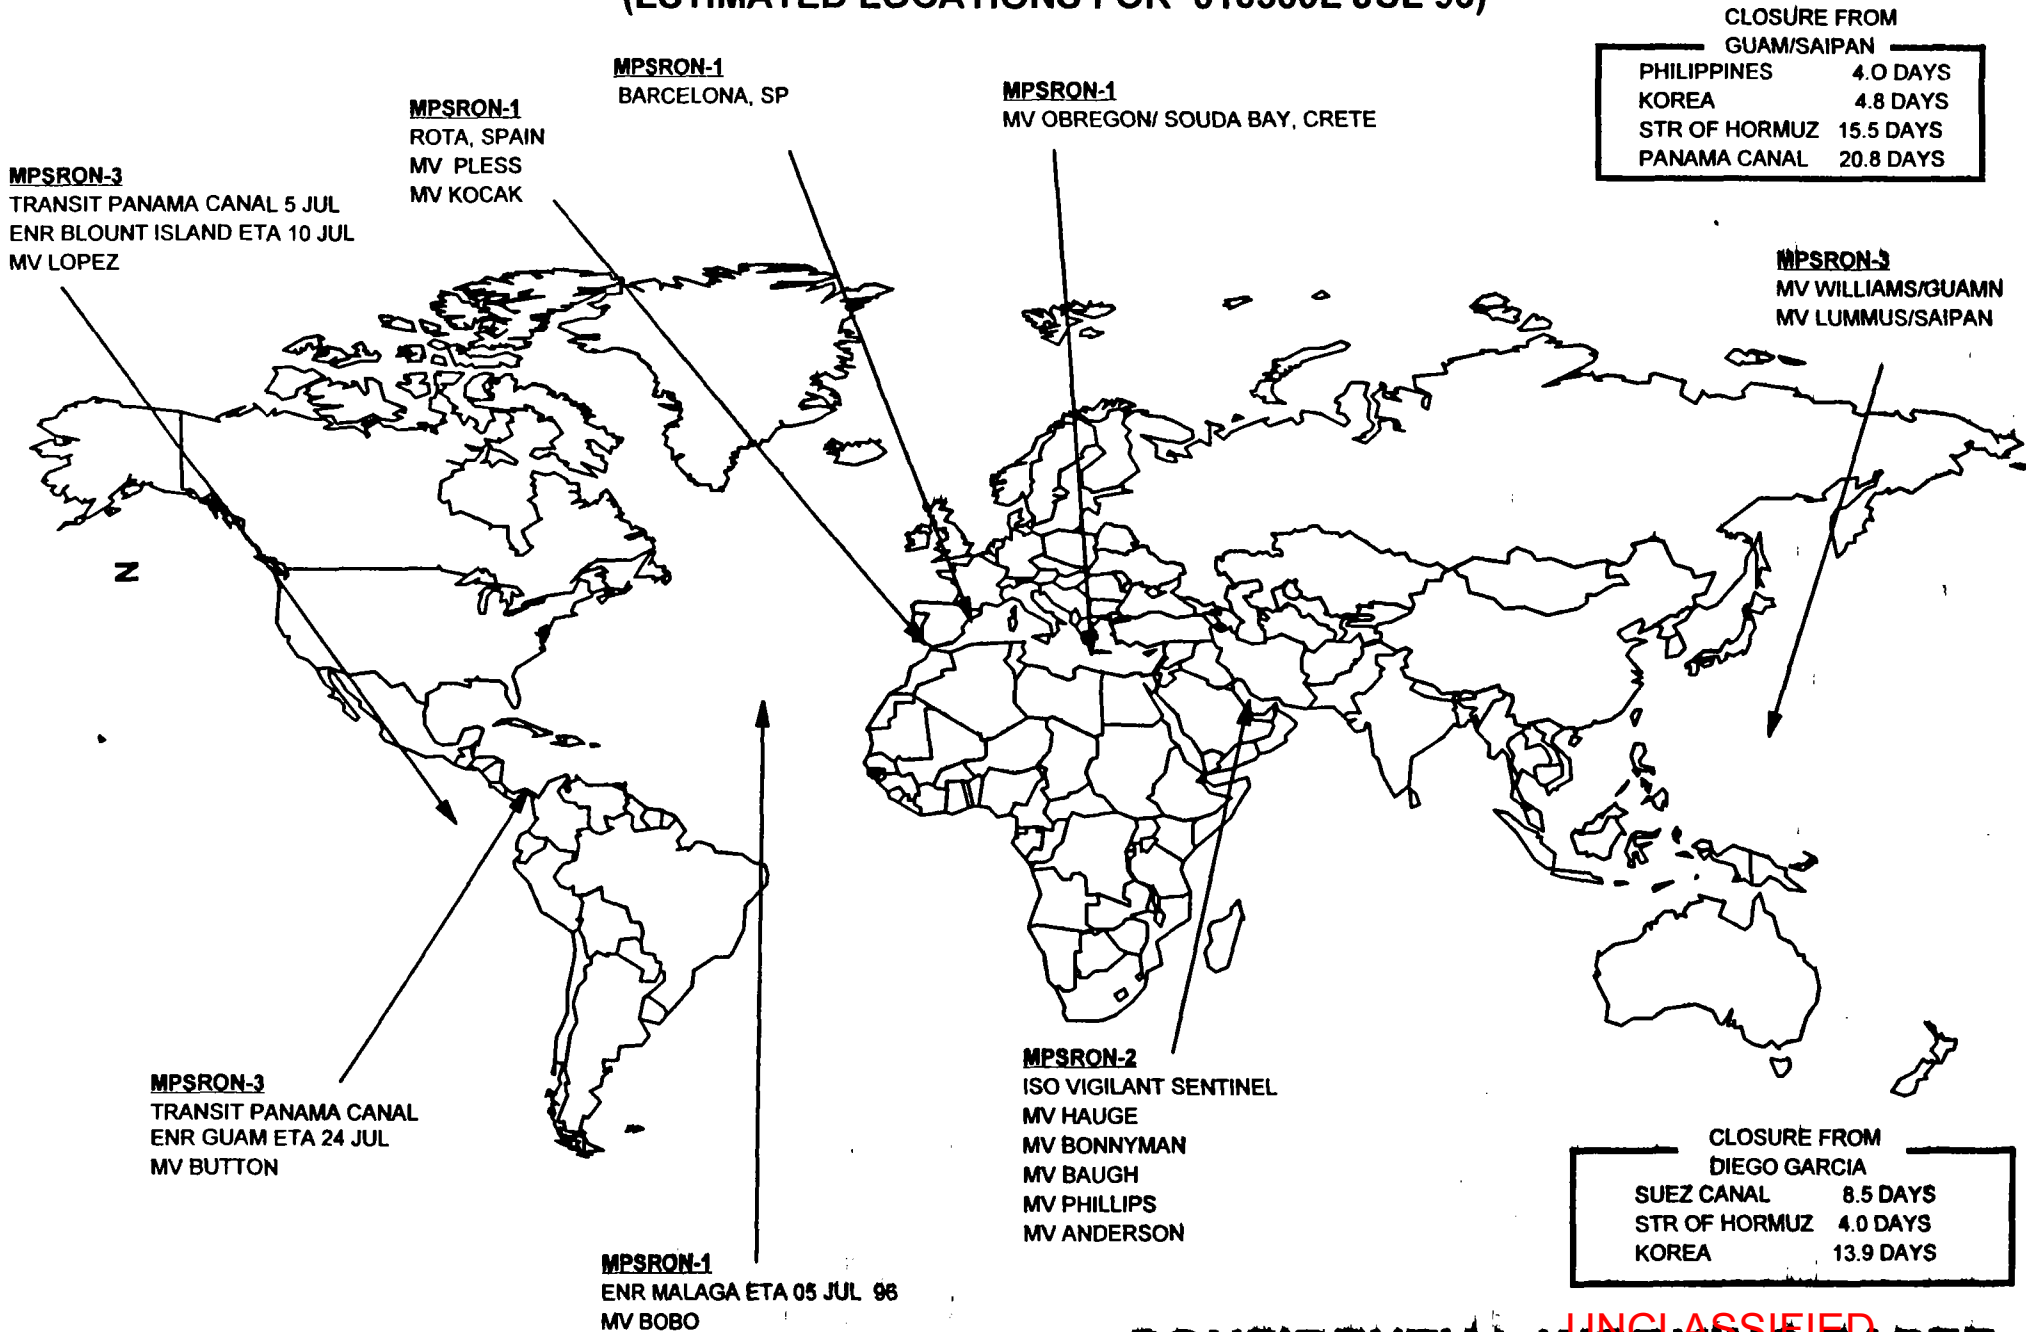 (ESTIMATED LOCATIONS FOR
CLOSURE FROM
GUAM/SAIPAN
PHILIPPINES 4.0 DAYS
KOREA 4.8 DAYS
STR OF HORMUZ 15.5 DAYS
PANAMA CANAL 20.8 DAYS
MPSRON-1
BARCELONA, SP
MPSRON-1
MV OBREGON/ SOUDA BAY, CRETE
MPSRON-1
ROTA, SPAIN
MV PLESS
MV KOCAK
MPSRON-3
TRANSIT PANAMA CANAL 5 JUL
ENR BLOUNT ISLAND ETA 10 JUL
MV LOPEZ
MPSRON-3
MV WILLIAMS/GUAMN
MV LUMMUS/SAIPAN
Z
MPSRON-3
TRANSIT PANAMA CANAL
ENR GUAM ETA 24 JUL
MV BUTTON
MPSRON-2
ISO VIGILANT SENTINEL
MV HAUGE
MV BONNYMAN
MV BAUGH
MV PHILLIPS
MV ANDERSON
CLOSURE FROM
DIEGO GARCIA
SUEZ CANAL 8.5 DAYS
STR OF HORMUZ 4.0 DAYS
KOREA 13.9 DAYS
MPSRON-1
ENR MALAGA ETA 05 JUL 96
MV BOBO
UNCLASSIFIED